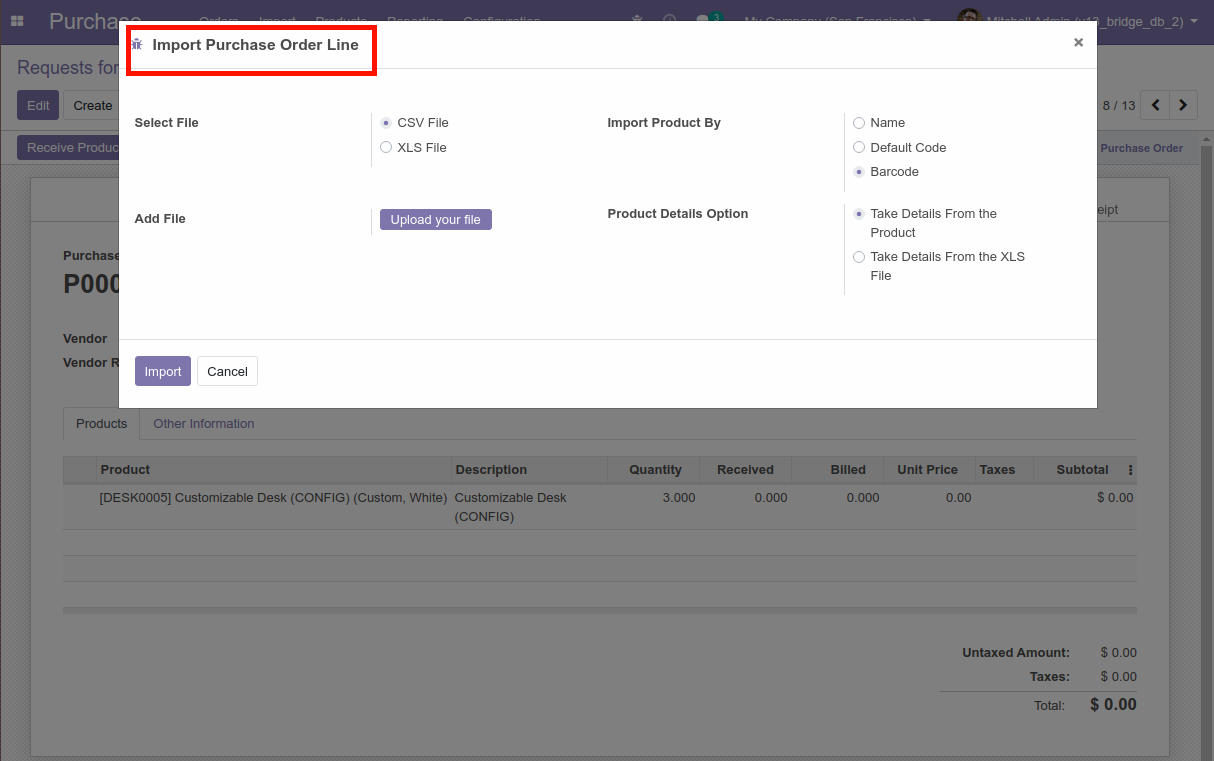 Purchase
Orders Import Products Reporting Configuration
3
My Company (San Francisco)
Mitchell Admin (v13_bridge_db_2)
Import Purchase Order Line
×
Requests for
Edit
Create
8 / 13
Receive Produc
Purchase Order
Select File
CSV File
XLS File
Import Product By
Name
Default Code
Barcode
Add File
Upload your file
Product Details Option
Take Details From the
Product
Take Details From the XLS
File
eipt
Purchase
P000
Vendor
Vendor R
Import
Cancel
Products
Other Information
Product Description Quantity Received Billed Unit Price Taxes Subtotal
[DESK0005] Customizable Desk (CONFIG) (Custom, White) Customizable Desk 3.000 0.000 0.000 0.00 $ 0.00
(CONFIG)
Untaxed Amount: $ 0.00
Taxes: $ 0.00
Total: $ 0.00